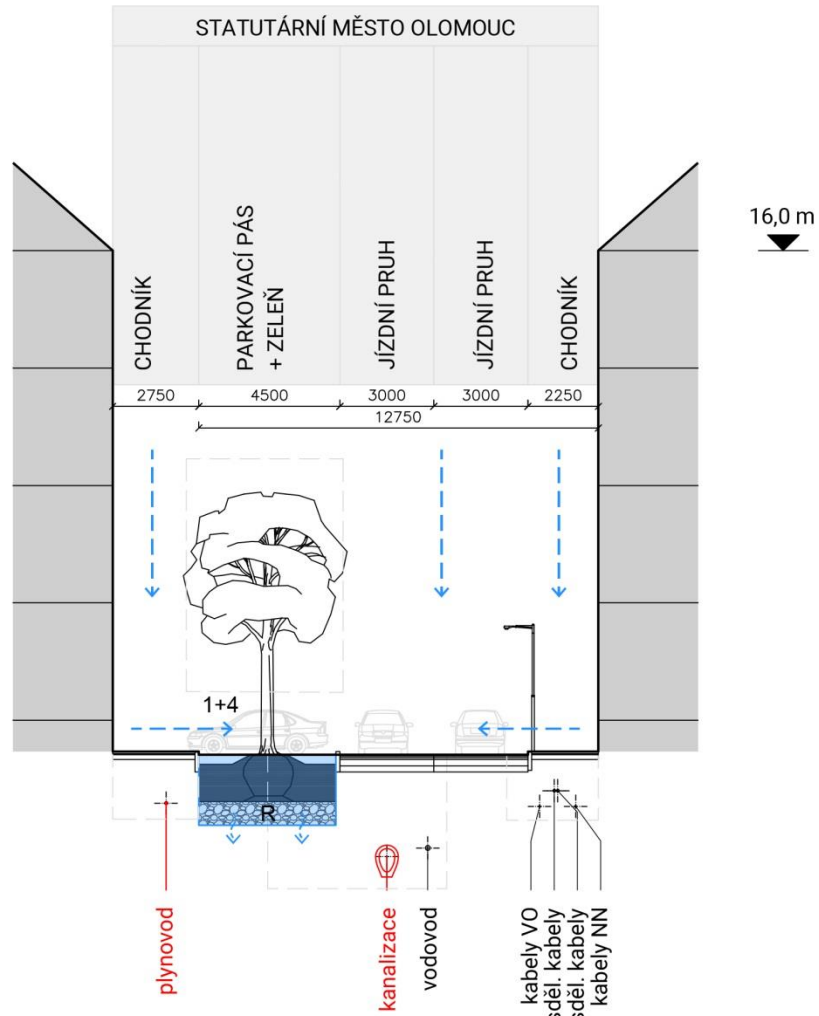 STATUTÁRNÍ MĚSTO OLOMOUC
CHODNÍK
PARKOVACÍ PÁS
+ ZELEŇ
JÍZDNÍ PRUH
JÍZDNÍ PRUH
CHODNÍK
16,0 m
2750
4500
3000
3000
2250
12750
1+4
R
plynovod
kanalizace
vodovod
kabely VO
sděl. kabely
sděl. kabely
kabely NN